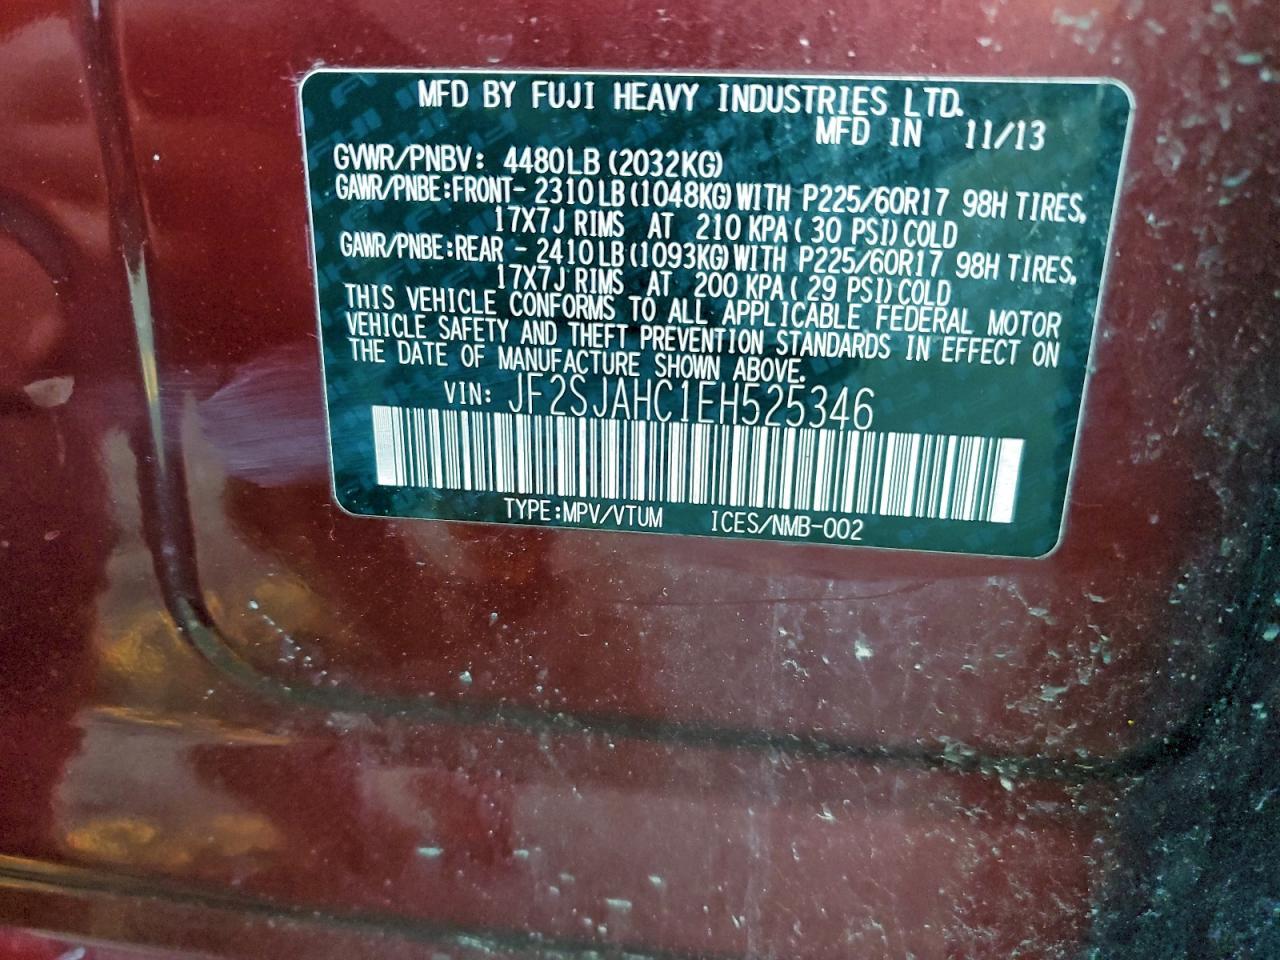 MFD BY FUJI HEAVY INDUSTRIES LTD.
MFD IN 11/13
GVWR/PNBV: 4480LB (2032KG)
GAWR/PNBE:FRONT- 2310LB (1048KG) WITH P225/60R17 98H TIRES,
17X7J RIMS AT 210 KPA ( 30 PSI) COLD
GAWR/PNBE:REAR - 2410LB (1093KG) WITH P225/60R17 98H TIRES,
17X7J RIMS AT 200 KPA ( 29 PSI) COLD
THIS VEHICLE CONFORMS TO ALL APPLICABLE FEDERAL MOTOR
VEHICLE SAFETY AND THEFT PREVENTION STANDARDS IN EFFECT ON
THE DATE OF MANUFACTURE SHOWN ABOVE.
VIN: JF2SJAHC1EH525346
TYPE:MPV/VTUM ICES/NMB-002